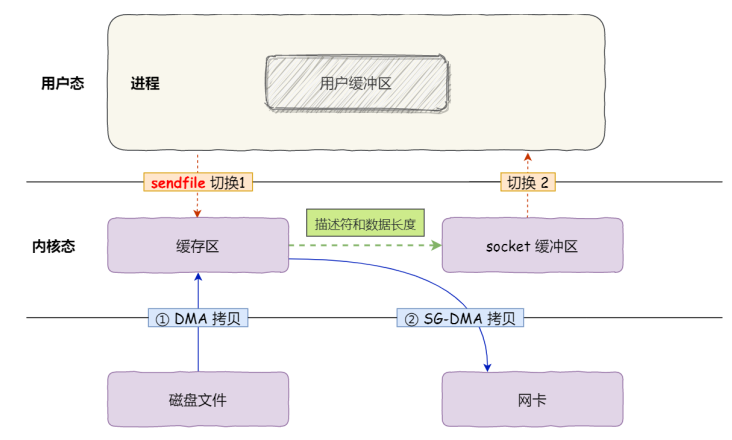 用户态
进程
用户缓冲区
sendfile 切换1
切换 2
描述符和数据长度
内核态
缓存区
socket 缓冲区
① DMA 拷贝
② SG-DMA 拷贝
磁盘文件
网卡